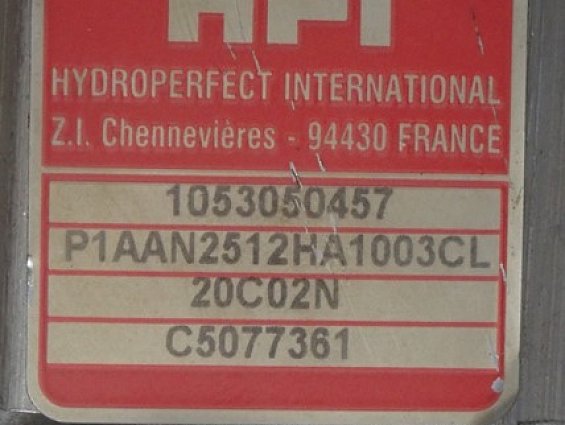 HPI
HYDROPERFECT INTERNATIONAL
Z.I. Chennevières - 94430 FRANCE
1053050457
P1AAN2512HA1003CL
20C02N
C5077361